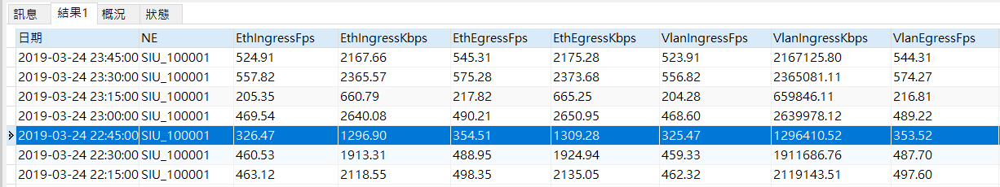 訊息 結果1 概況 狀態
日期 NE EthIngressFps EthIngressKbps EthEgressFps EthEgressKbps VlanIngressFps VlanIngressKbps VlanEgressFps
2019-03-24 23:45:00 SIU_100001 524.91 2167.66 545.31 2175.28 523.91 2167125.80 544.31
2019-03-24 23:30:00 SIU_100001 557.82 2365.57 575.28 2373.68 556.82 2365081.11 574.27
2019-03-24 23:15:00 SIU_100001 205.35 660.79 217.82 665.25 204.28 659846.11 216.81
2019-03-24 23:00:00 SIU_100001 469.54 2640.08 490.21 2650.95 468.60 2639978.12 489.22
2019-03-24 22:45:00 SIU_100001 326.47 1296.90 354.51 1309.28 325.47 1296410.52 353.52
2019-03-24 22:30:00 SIU_100001 460.53 1913.31 488.95 1924.94 459.33 1911686.76 487.70
2019-03-24 22:15:00 SIU_100001 463.12 2118.55 498.35 2135.05 462.32 2119143.51 497.60